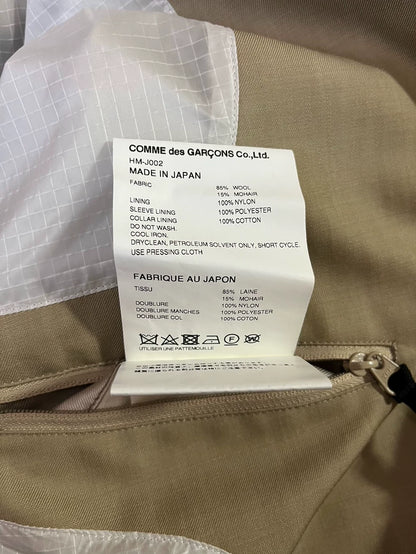 COMME des GARÇONS Co.,Ltd.
HM-J002
MADE IN JAPAN
FABRIC 85% WOOL
15% MOHAIR
LINING 100% NYLON
SLEEVE LINING 100% POLYESTER
COLLAR LINING 100% COTTON
DO NOT WASH.
COOL IRON.
DRYCLEAN, PETROLEUM SOLVENT ONLY, SHORT CYCLE.
USE PRESSING CLOTH
FABRIQUE AU JAPON
TISSU 85% LAINE
15% MOHAIR
DOUBLURE 100% NYLON
DOUBLURE MANCHES 100% POLYESTER
DOUBLURE COL 100% COTON
UTILISER UNE PATTEMOUILLE